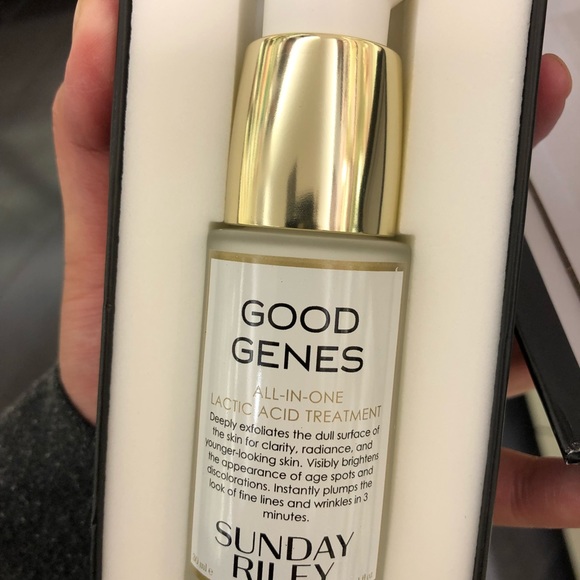 GOOD
GENES
ALL-IN-ONE
LACTIC ACID TREATMENT
Deeply exfoliates the dull surface of
the skin for clarity, radiance, and
younger-looking skin. Visibly brightens
the appearance of age spots and
discolorations. Instantly plumps the
look of fine lines and wrinkles in 3
minutes.
SUNDAY
RILEY